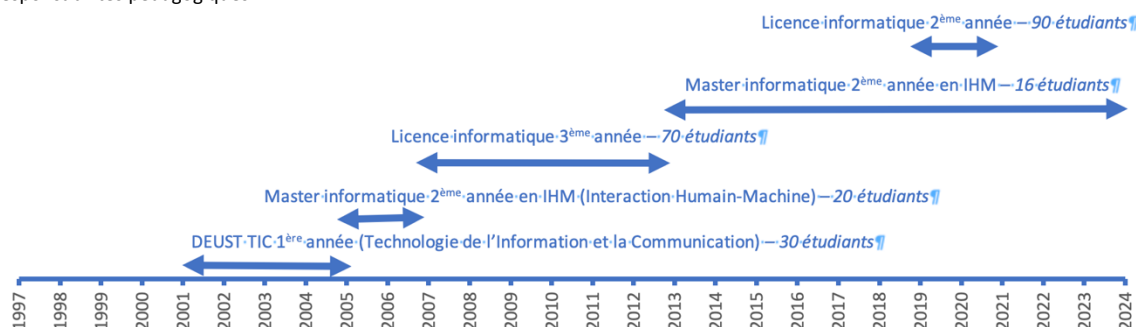 Licence informatique 2ème année – 90 étudiants¶
Master informatique 2ème année en IHM – 16 étudiants¶
Licence informatique 3ème année – 70 étudiants¶
Master informatique 2ème année en IHM (Interaction Humain-Machine) – 20 étudiants¶
DEUST TIC 1ère année (Technologie de l'Information et la Communication) – 30 étudiants¶
1997 1998 1999 2000 2001 2002 2003 2004 2005 2006 2007 2008 2009 2010 2011 2012 2013 2014 2015 2016 2017 2018 2019 2020 2021 2022 2023 2024